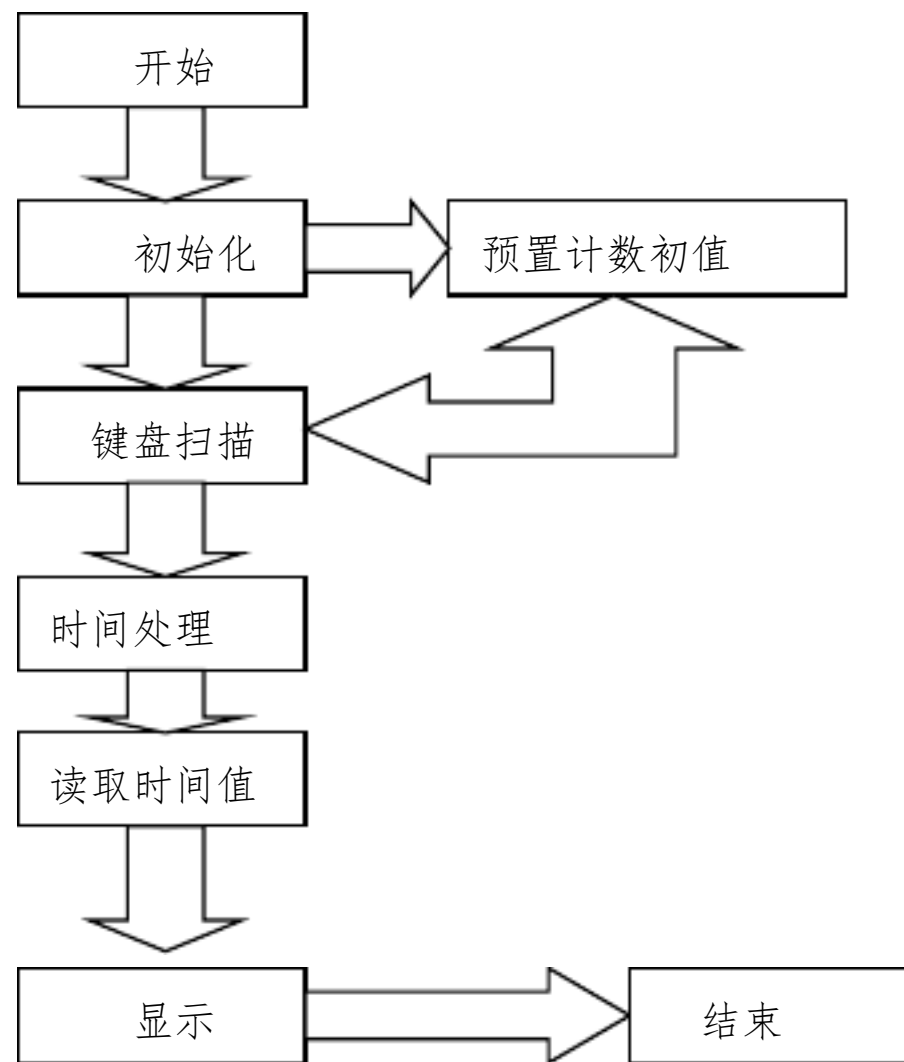 开始
初始化
预置计数初值
键盘扫描
时间处理
读取时间值
显示
结束